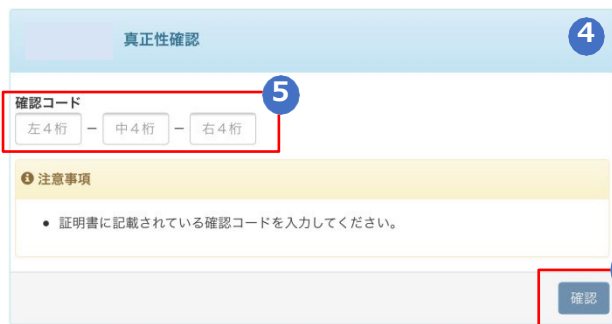 真正性確認
4
5
確認コード
左4桁 － 中4桁 － 右4桁
注意事項
● 証明書に記載されている確認コードを入力してください。
確認